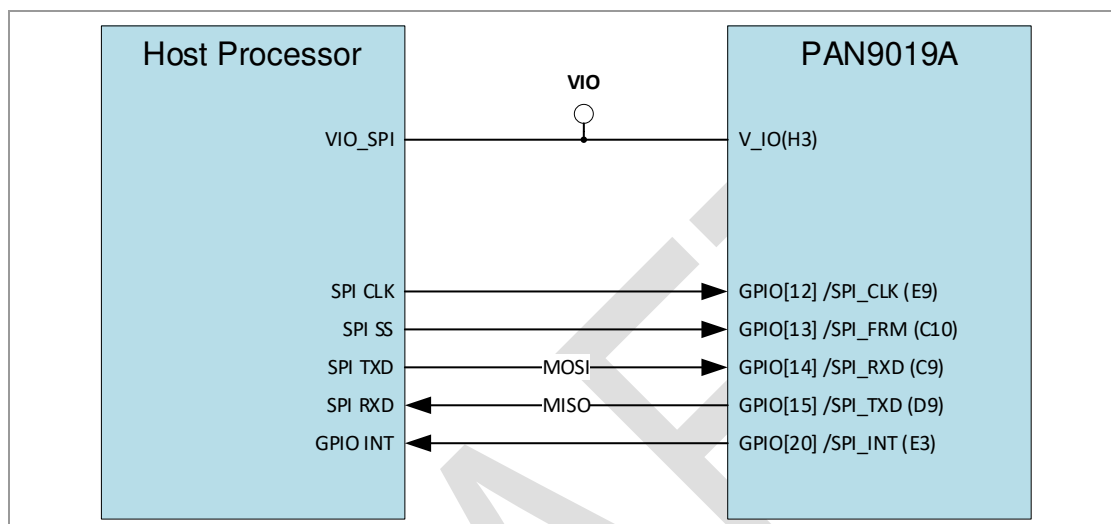 Host Processor
PAN9019A
VIO
VIO_SPI
V_IO(H3)
SPI CLK
GPIO[12] /SPI_CLK (E9)
SPI SS
GPIO[13] /SPI_FRM (C10)
SPI TXD
MOSI
GPIO[14] /SPI_RXD (C9)
SPI RXD
MISO
GPIO[15] /SPI_TXD (D9)
GPIO INT
GPIO[20] /SPI_INT (E3)